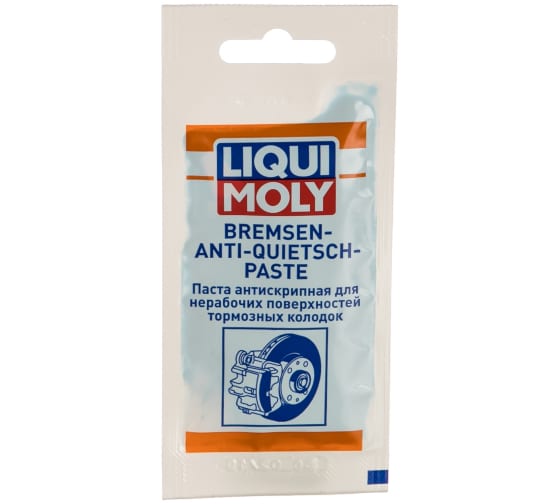 LIQUI
MOLY
BREMSEN-
ANTI-QUIETSCH-
PASTE
Паста антискрипная для
нерабочих поверхностей
тормозных колодок